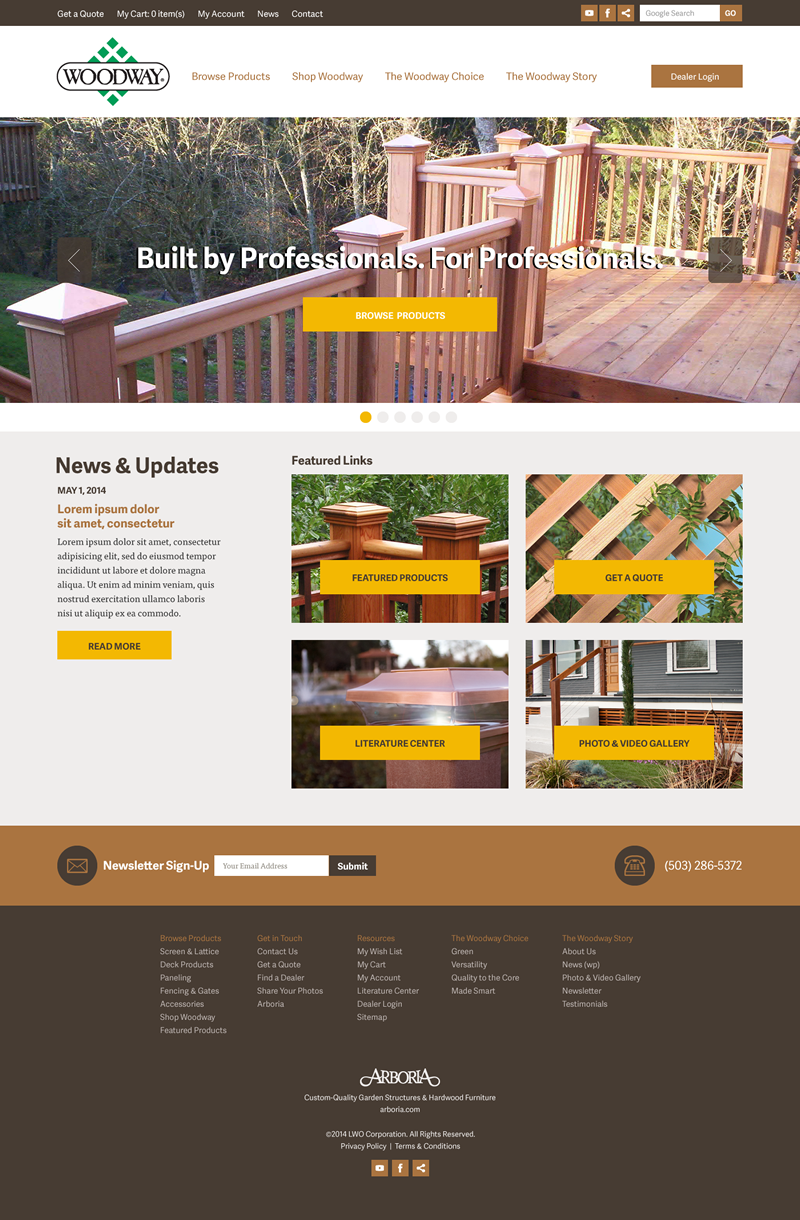 Get a Quote My Cart: 0 item(s) My Account News Contact
Google Search GO
WOODWAY®
Browse Products Shop Woodway The Woodway Choice The Woodway Story
Dealer Login
Built by Professionals. For Professionals.
BROWSE PRODUCTS
News & Updates
MAY 1, 2014
Lorem ipsum dolor
sit amet, consectetur
Lorem ipsum dolor sit amet, consectetur
adipisicing elit, sed do eiusmod tempor
incididunt ut labore et dolore magna
aliqua. Ut enim ad minim veniam, quis
nostrud exercitation ullamco laboris
nisi ut aliquip ex ea commodo.
READ MORE
Featured Links
FEATURED PRODUCTS
GET A QUOTE
LITERATURE CENTER
PHOTO & VIDEO GALLERY
Newsletter Sign-Up
Your Email Address
Submit
(503) 286-5372
Browse Products
Screen & Lattice
Deck Products
Paneling
Fencing & Gates
Accessories
Shop Woodway
Featured Products
Get in Touch
Contact Us
Get a Quote
Find a Dealer
Share Your Photos
Arboria
Resources
My Wish List
My Cart
My Account
Literature Center
Dealer Login
Sitemap
The Woodway Choice
Green
Versatility
Quality to the Core
Made Smart
The Woodway Story
About Us
News (wp)
Photo & Video Gallery
Newsletter
Testimonials
ARBORIA
Custom-Quality Garden Structures & Hardwood Furniture
arboria.com
©2014 LWO Corporation. All Rights Reserved.
Privacy Policy | Terms & Conditions